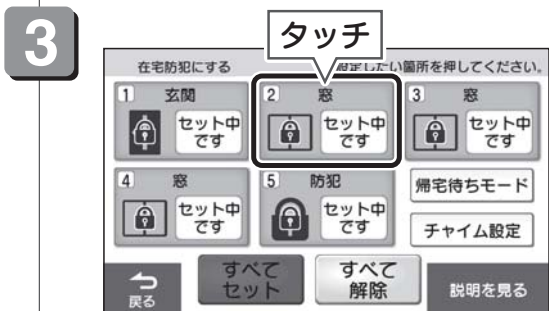 3
タッチ
在宅防犯にする
設定したい箇所を押してください。
1 玄関
セット中
です
2 窓
セット中
です
3 窓
セット中
です
4 窓
セット中
です
5 防犯
セット中
です
帰宅待ちモード
チャイム設定
戻る
すべて
セット
すべて
解除
説明を見る